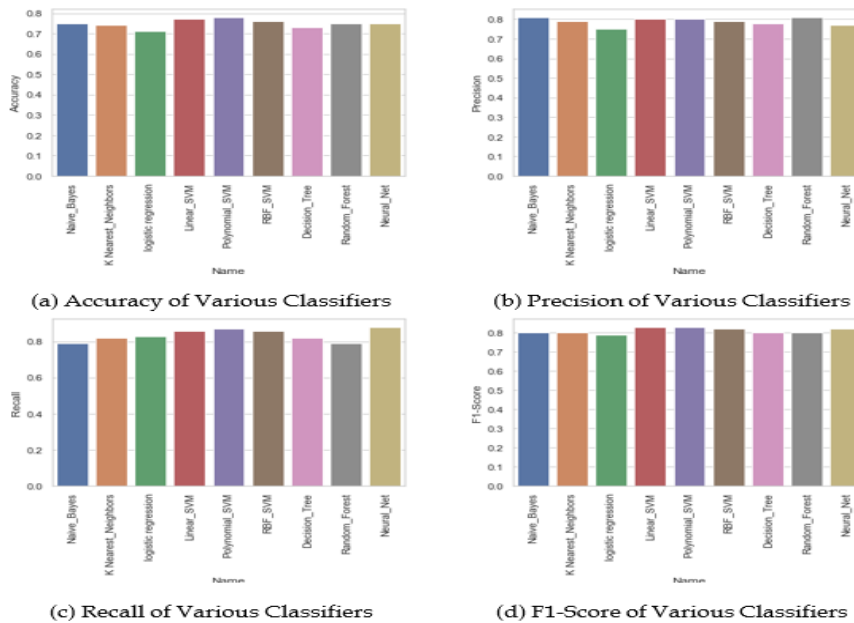 0.8
0.7
0.6
0.5
0.4
0.3
0.2
0.1
0.0
Accuracy
Naive_Bayes
K Nearest_Neighbors
logistic regression
Linear_SVM
Polynomial_SVM
RBF_SVM
Decision_Tree
Random_Forest
Neural_Net
Name
(a) Accuracy of Various Classifiers
0.8
0.7
0.6
0.5
0.4
0.3
0.2
0.1
0.0
Precision
Naive_Bayes
K Nearest_Neighbors
logistic regression
Linear_SVM
Polynomial_SVM
RBF_SVM
Decision_Tree
Random_Forest
Neural_Net
Name
(b) Precision of Various Classifiers
0.8
0.6
0.4
0.2
0.0
Recall
Naive_Bayes
K Nearest_Neighbors
logistic regression
Linear_SVM
Polynomial_SVM
RBF_SVM
Decision_Tree
Random_Forest
Neural_Net
Name
(c) Recall of Various Classifiers
0.8
0.7
0.6
0.5
0.4
0.3
0.2
0.1
0.0
F1-Score
Naive_Bayes
K Nearest_Neighbors
logistic regression
Linear_SVM
Polynomial_SVM
RBF_SVM
Decision_Tree
Random_Forest
Neural_Net
Name
(d) F1-Score of Various Classifiers